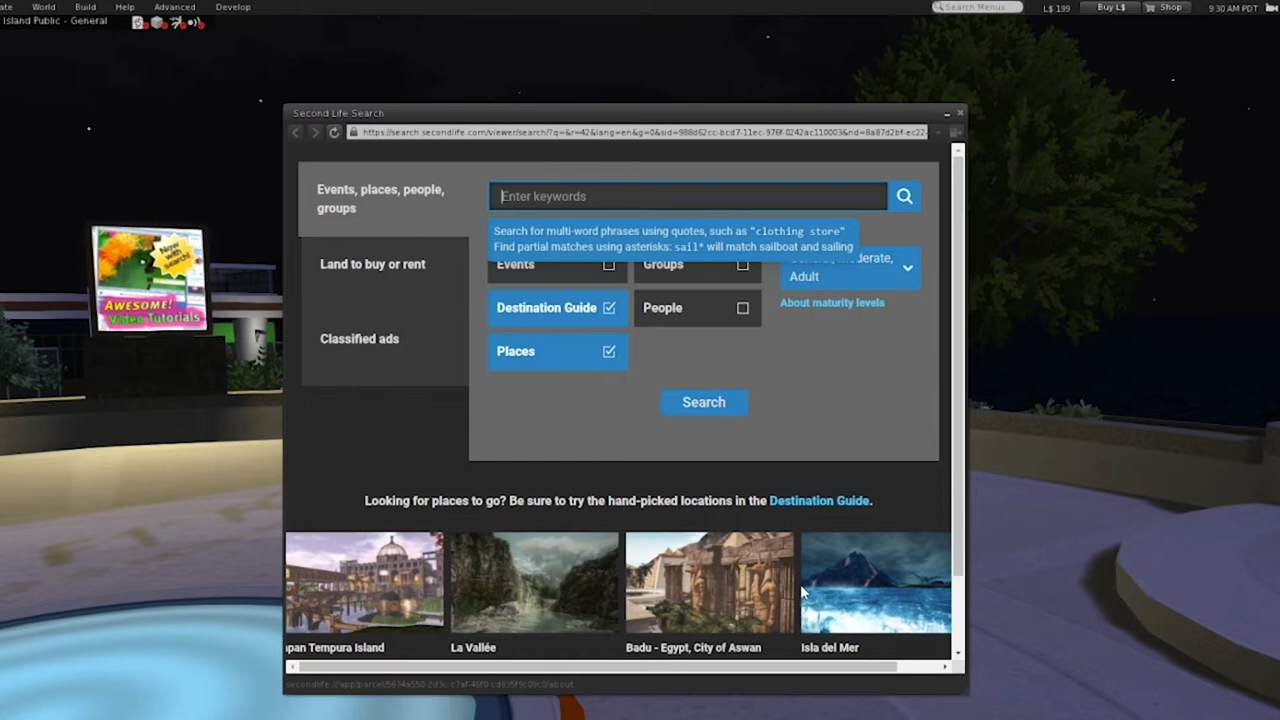 World Build Help Advanced Develop
Search Menus L$ 199 Buy L$ Shop 9:30 AM PDT
Island Public - General
Second Life Search
Events, places, people,
groups
Enter keywords
Search for multi-word phrases using quotes, such as "clothing store"
Find partial matches using asterisks: sail* will match sailboat and sailing
Land to buy or rent
Events
Groups
Adult
Destination Guide
People
About maturity levels
Classified ads
Places
Search
Looking for places to go? Be sure to try the hand-picked locations in the Destination Guide.
Tempura Island
La Vallée
Badu - Egypt, City of Aswan
Isla del Mer
Now
with
search!
AWESOME!
Video Tutorials